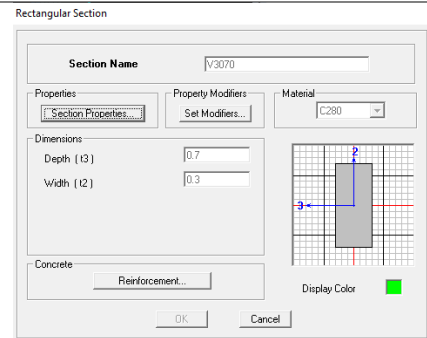 Rectangular Section
Section Name V3070
Properties
Section Properties...
Property Modifiers
Set Modifiers...
Material
C280
Dimensions
Depth (t3) 0.7
Width (t2) 0.3
2
3
Concrete
Reinforcement...
Display Color
OK Cancel